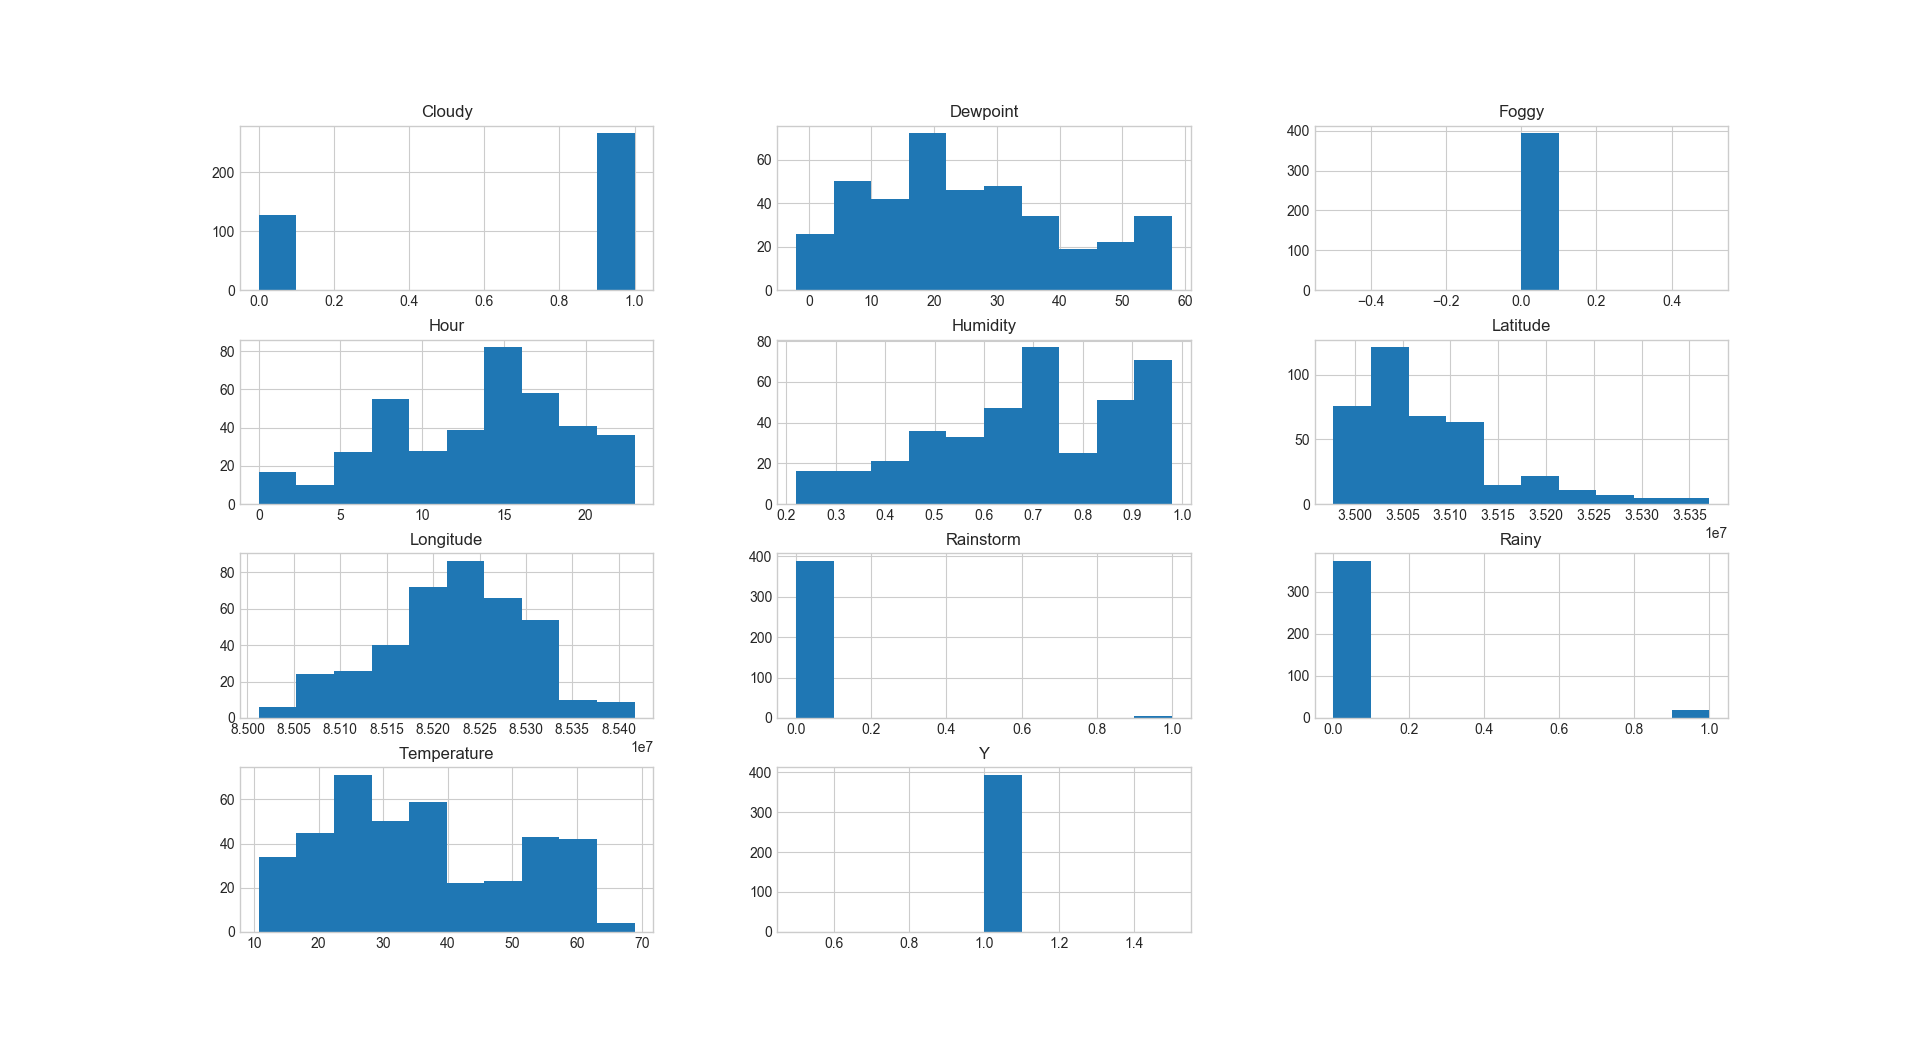 Cloudy
200
100
0
0.0 0.2 0.4 0.6 0.8 1.0
Dewpoint
60
40
20
0
0 10 20 30 40 50 60
Foggy
400
300
200
100
0
−0.4 −0.2 0.0 0.2 0.4
Hour
80
60
40
20
0
0 5 10 15 20
Humidity
80
60
40
20
0
0.2 0.3 0.4 0.5 0.6 0.7 0.8 0.9 1.0
Latitude
100
50
0
3.500 3.505 3.510 3.515 3.520 3.525 3.530 3.535
1e7
Longitude
80
60
40
20
0
8.500 8.505 8.510 8.515 8.520 8.525 8.530 8.535 8.540
1e7
Rainstorm
400
300
200
100
0
0.0 0.2 0.4 0.6 0.8 1.0
Rainy
300
200
100
0
0.0 0.2 0.4 0.6 0.8 1.0
Temperature
60
40
20
0
10 20 30 40 50 60 70
Y
400
300
200
100
0
0.6 0.8 1.0 1.2 1.4